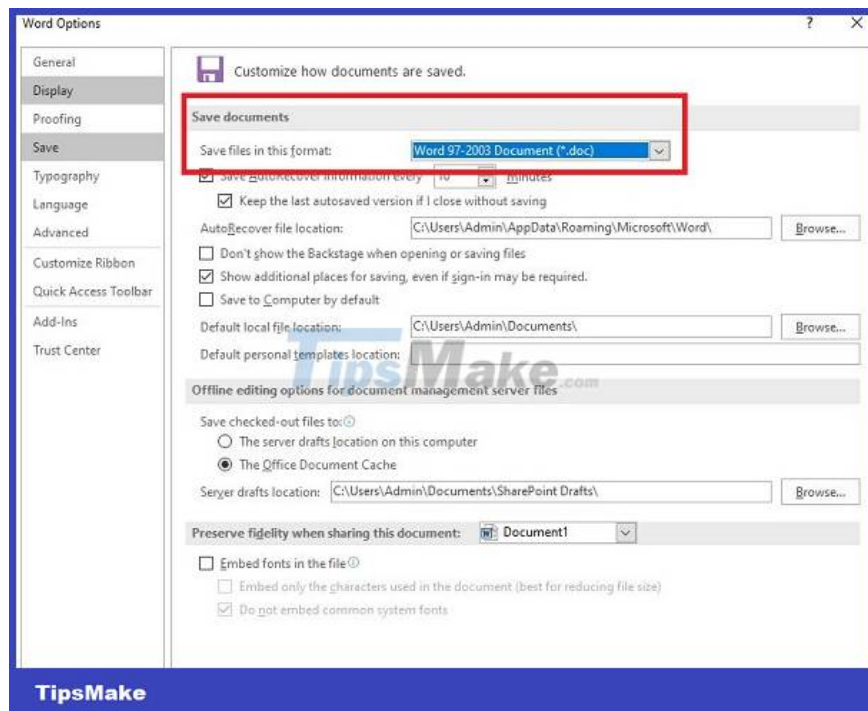 Word Options
?
General
Display
Proofing
Save
Typography
Language
Advanced
Customize Ribbon
Quick Access Toolbar
Add-Ins
Trust Center
Customize how documents are saved.
Save documents
Save files in this format: Word 97-2003 Document (*.doc)
Save AutoRecover information every 10 minutes
Keep the last autosaved version if I close without saving
AutoRecover file location: C:\Users\Admin\AppData\Roaming\Microsoft\Word\ Browse...
Don't show the Backstage when opening or saving files
Show additional places for saving, even if sign-in may be required.
Save to Computer by default
Default local file location: C:\Users\Admin\Documents\ Browse...
Default personal templates location:
TipsMake.com
Offline editing options for document management server files
Save checked-out files to:
The server drafts location on this computer
The Office Document Cache
Server drafts location: C:\Users\Admin\Documents\SharePoint Drafts\ Browse...
Preserve fidelity when sharing this document: Document1
Embed fonts in the file
Embed only the characters used in the document (best for reducing file size)
Do not embed common system fonts
TipsMake